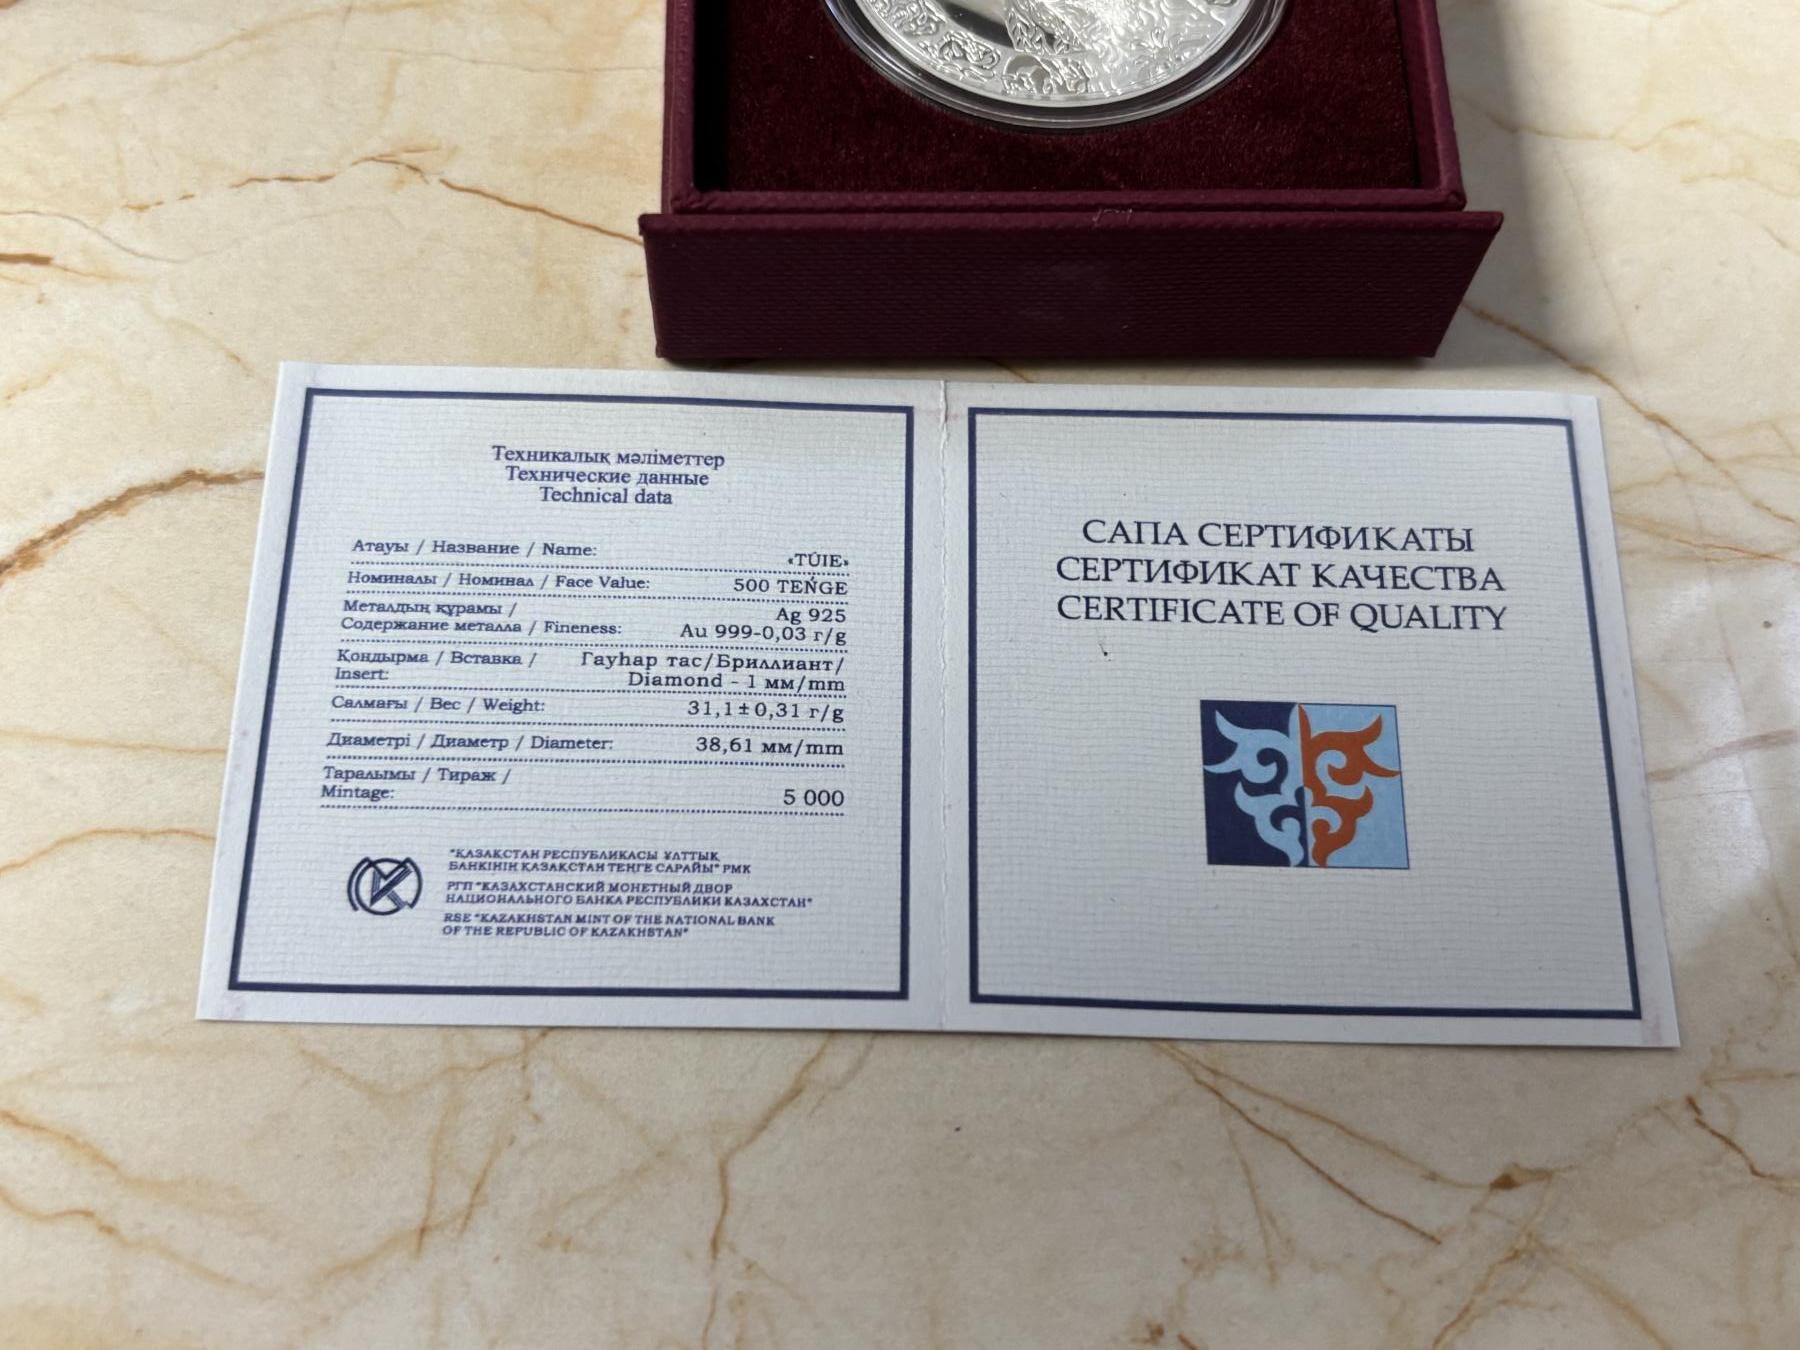 Техникалық мәліметтер
Технические данные
Technical data
Атауы / Название / Name: «TÚIE»
Номиналы / Номинал / Face Value: 500 TEŃGE
Металдың құрамы / Ag 925
Содержание металла / Fineness: Au 999-0,03 г/g
Қондырма / Вставка / Гауһар тас/Бриллиант/
Insert: Diamond - 1 мм/mm
Салмағы / Вес / Weight: 31,1±0,31 г/g
Диаметрі / Диаметр / Diameter: 38,61 мм/mm
Таралымы / Тираж /
Mintage: 5 000
"ҚАЗАҚСТАН РЕСПУБЛИКАСЫ ҰЛТТЫҚ
БАНКІНІҢ ҚАЗАҚСТАН ТЕҢГЕ САРАЙЫ" РМК
РГП "КАЗАХСТАНСКИЙ МОНЕТНЫЙ ДВОР
НАЦИОНАЛЬНОГО БАНКА РЕСПУБЛИКИ КАЗАХСТАН"
RSE "KAZAKHSTAN MINT OF THE NATIONAL BANK
OF THE REPUBLIC OF KAZAKHSTAN"
САПА СЕРТИФИКАТЫ
СЕРТИФИКАТ КАЧЕСТВА
CERTIFICATE OF QUALITY